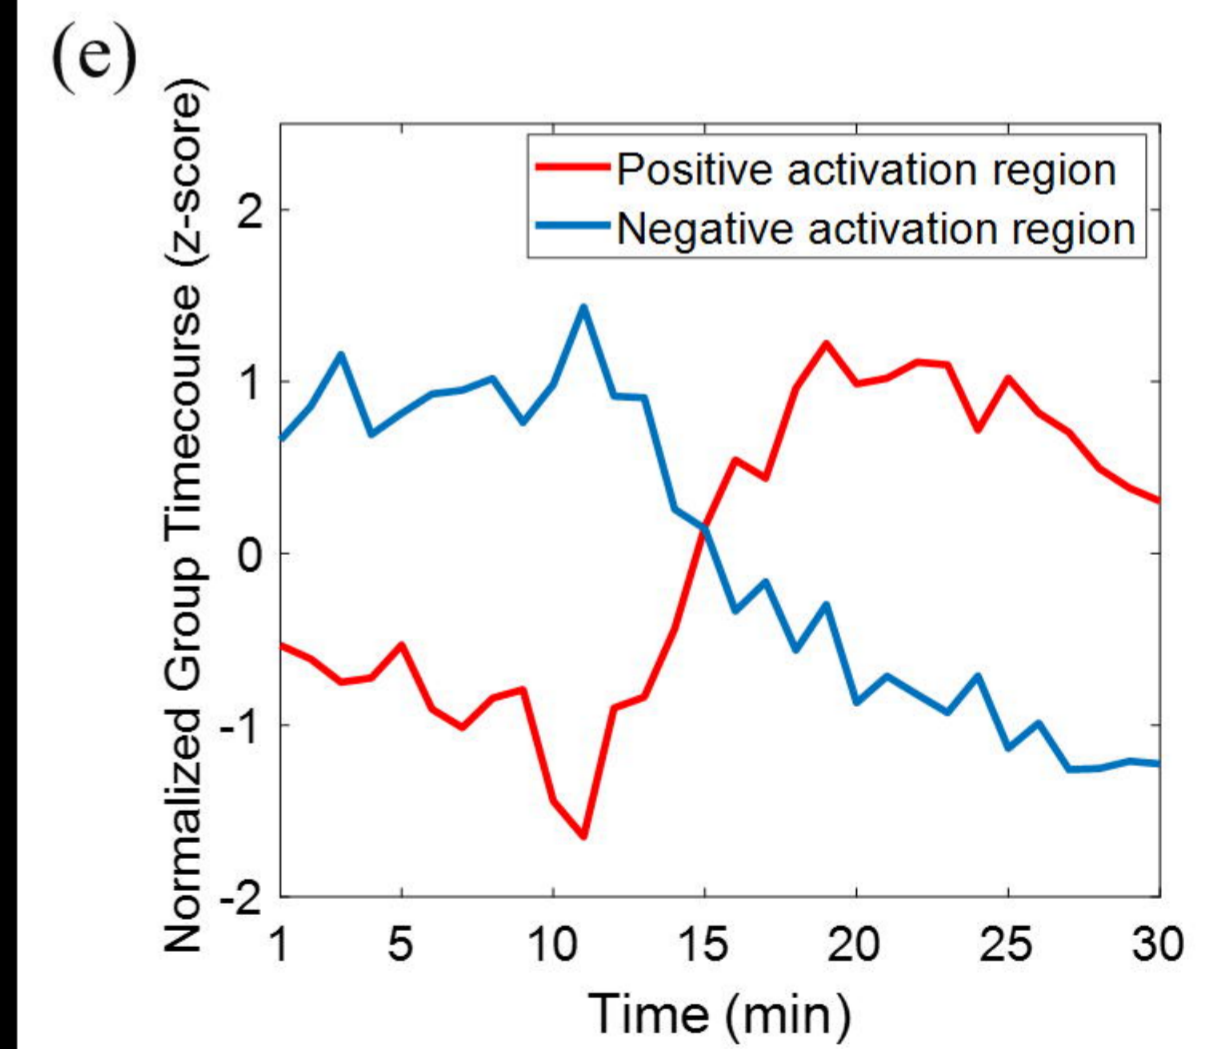 (e)
Normalized Group Timecourse (z-score)
Positive activation region
Negative activation region
2
1
0
-1
-2
1 5 10 15 20 25 30
Time (min)